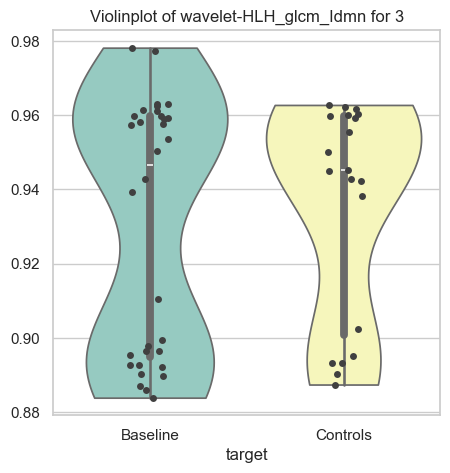 Violinplot of wavelet-HLH_glcm_Idmn for 3
0.98
0.96
0.94
0.92
0.90
0.88
Baseline
Controls
target